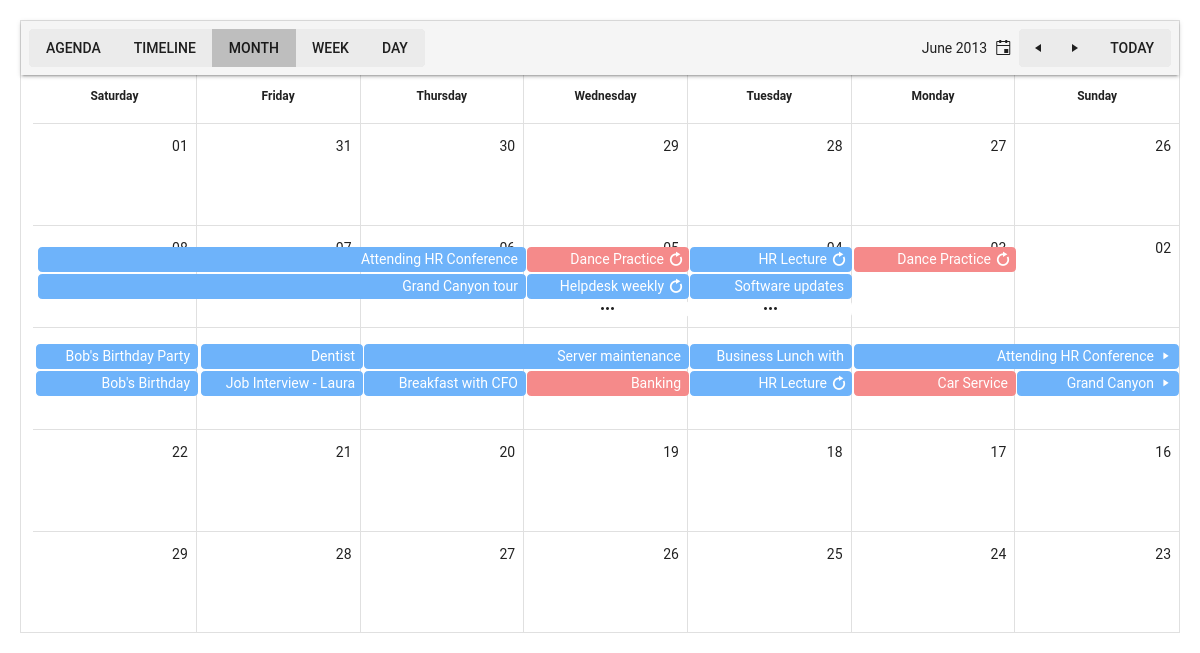 AGENDA TIMELINE MONTH WEEK DAY June 2013 TODAY
Saturday Friday Thursday Wednesday Tuesday Monday Sunday
01 31 30 29 28 27 26
08 07 06 05 04 03 02
Attending HR Conference Dance Practice HR Lecture Dance Practice
Grand Canyon tour Helpdesk weekly Software updates
••• •••
Bob's Birthday Party Dentist Server maintenance Business Lunch with Attending HR Conference
Bob's Birthday Job Interview - Laura Breakfast with CFO Banking HR Lecture Car Service Grand Canyon
22 21 20 19 18 17 16
29 28 27 26 25 24 23